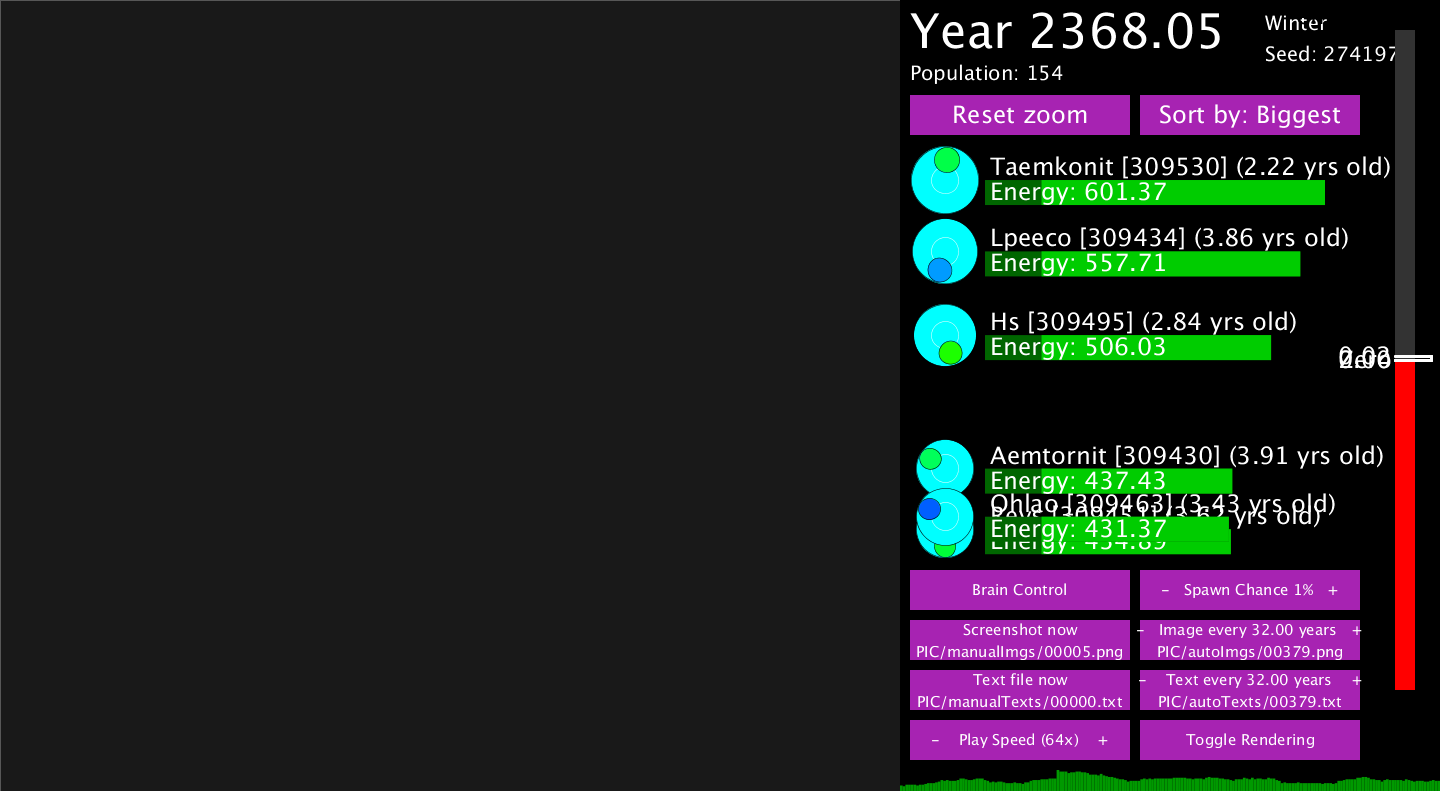 Year 2368.05
Winter
Seed: 274197
Population: 154
Reset zoom
Sort by: Biggest
Taemkonit [309530] (2.22 yrs old)
Energy: 601.37
Lpeeco [309434] (3.86 yrs old)
Energy: 557.71
Hs [309495] (2.84 yrs old)
Energy: 506.03
Aemtornit [309430] (3.91 yrs old)
Energy: 437.43
Ohlao [309463] (3.43 yrs old)
yrs old)
Energy: 431.37
Brain Control
- Spawn Chance 1% +
Screenshot now
PIC/manualImgs/00005.png
- Image every 32.00 years +
PIC/autoImgs/00379.png
Text file now
PIC/manualTexts/00000.txt
- Text every 32.00 years +
PIC/autoTexts/00379.txt
- Play Speed (64x) +
Toggle Rendering